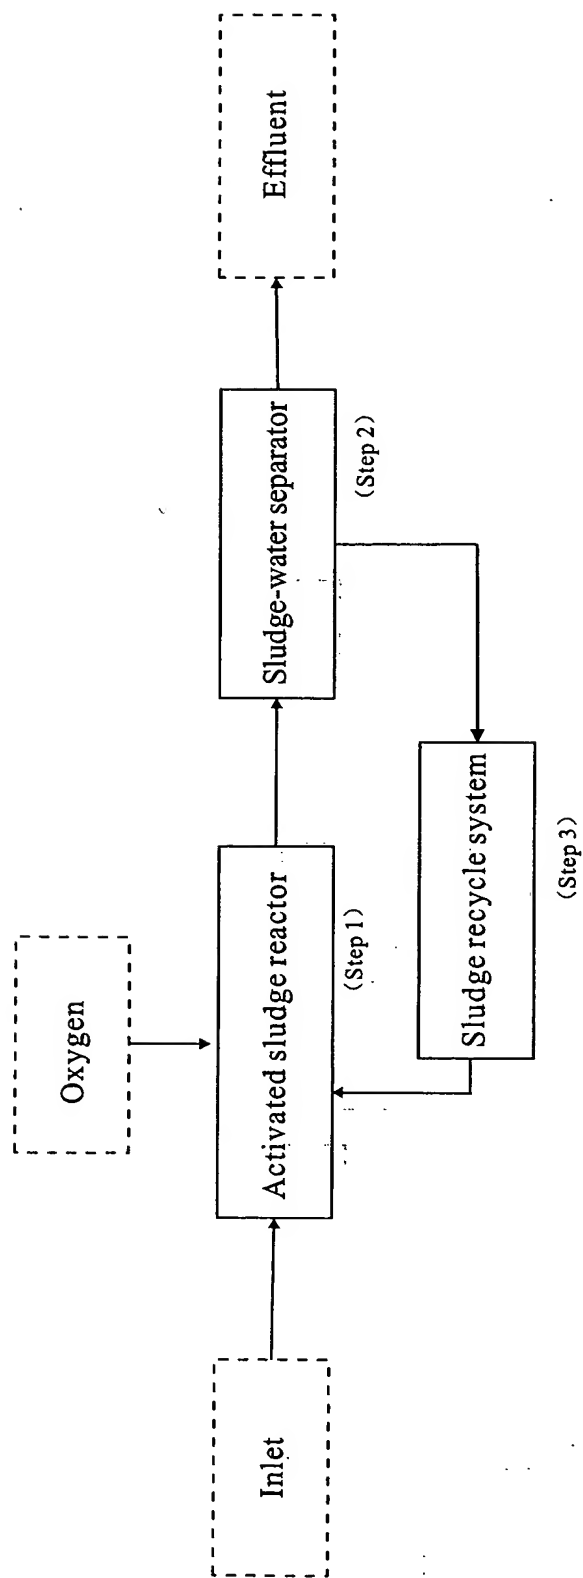 Oxygen
Inlet
Activated sludge reactor
(Step 1)
Sludge-water separator
(Step 2)
Effluent
Sludge recycle system
(Step 3)